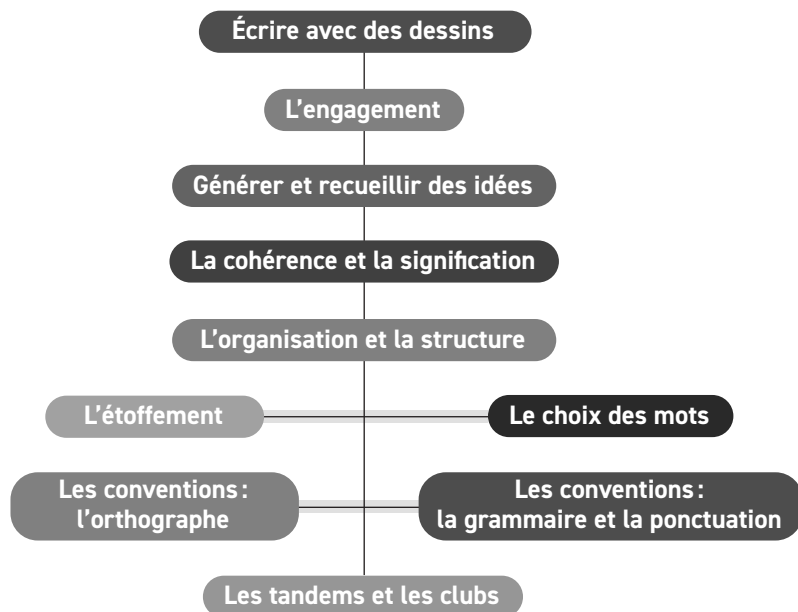 Écrire avec des dessins
L'engagement
Générer et recueillir des idées
La cohérence et la signification
L'organisation et la structure
L'étoffement
Le choix des mots
Les conventions :
l'orthographe
Les conventions :
la grammaire et la ponctuation
Les tandems et les clubs